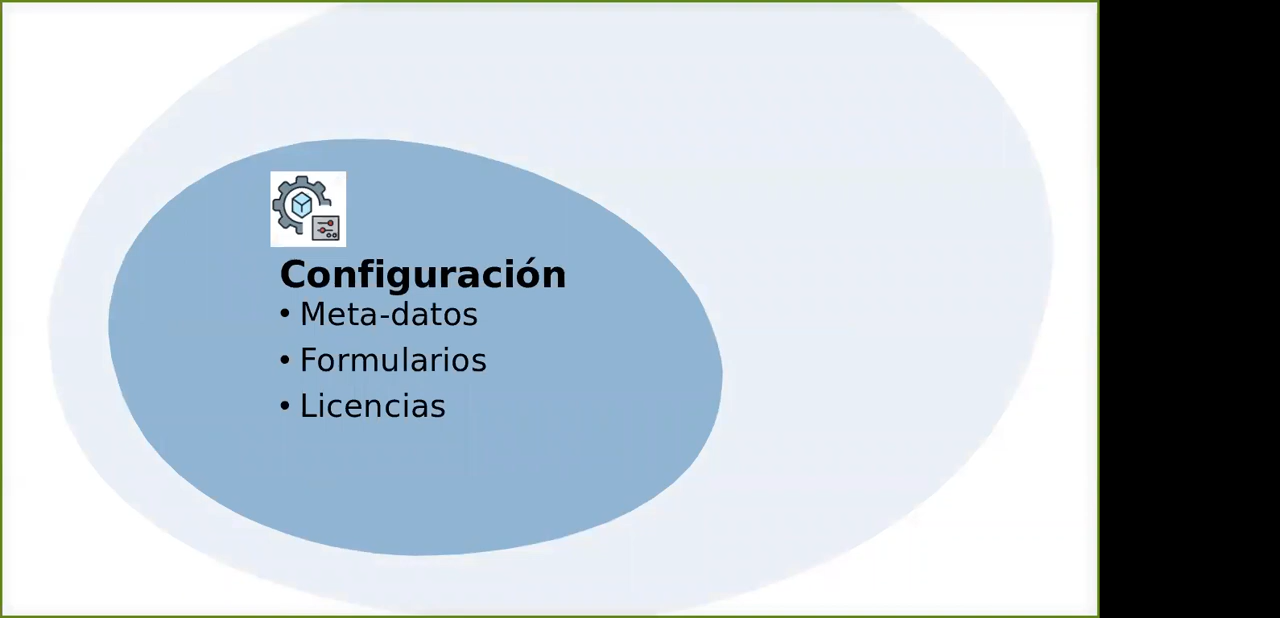 Configuración
• Meta-datos
• Formularios
• Licencias